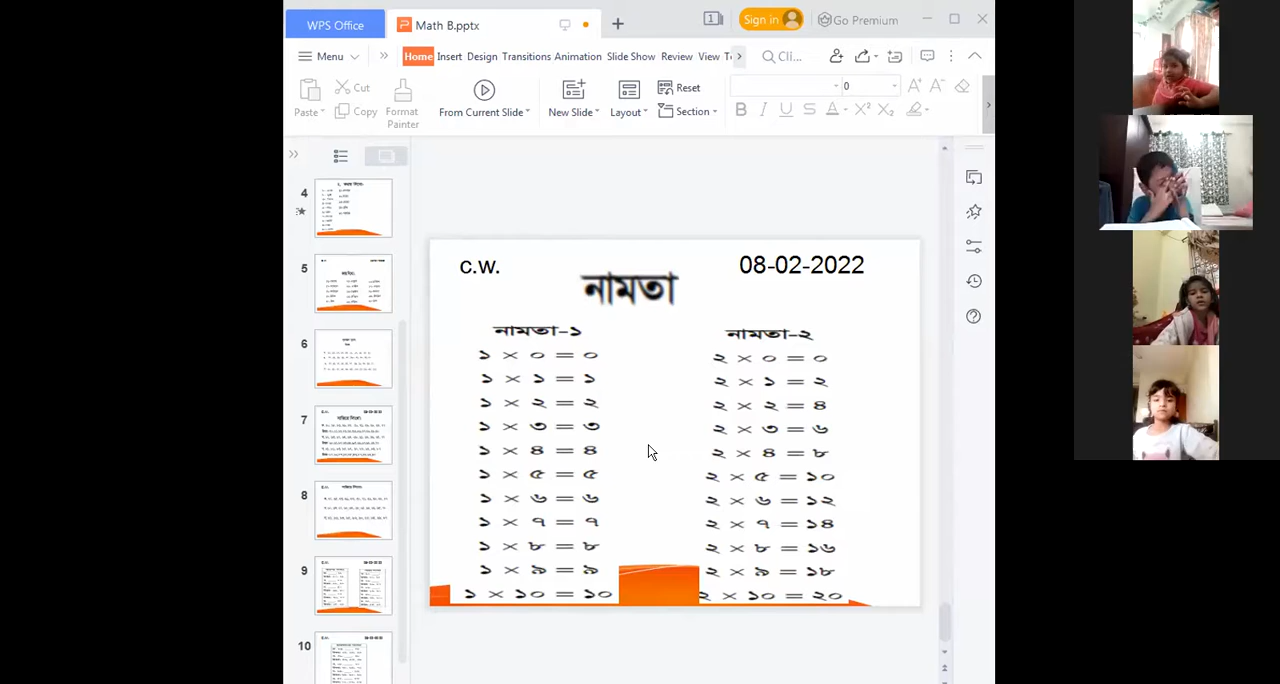 WPS Office
Math B.pptx
Sign in
Go Premium
Menu
Home Insert Design Transitions Animation Slide Show Review View
Cli...
Paste
Cut
Copy
Format Painter
From Current Slide
New Slide
Layout
Reset
Section
0
4
5
6
7
8
9
10
C.W.
08-02-2022
নামতা
নামতা-১
১ × ০ = ০
১ × ১ = ১
১ × ২ = ২
১ × ৩ = ৩
১ × ৪ = ৪
১ × ৫ = ৫
১ × ৬ = ৬
১ × ৭ = ৭
১ × ৮ = ৮
১ × ৯ = ৯
১ × ১০ = ১০
নামতা-২
২ × ০ = ০
২ × ১ = ২
২ × ২ = ৪
২ × ৩ = ৬
২ × ৪ = ৮
২ × ৫ = ১০
২ × ৬ = ১২
২ × ৭ = ১৪
২ × ৮ = ১৬
২ × ৯ = ১৮
২ × ১০ = ২০